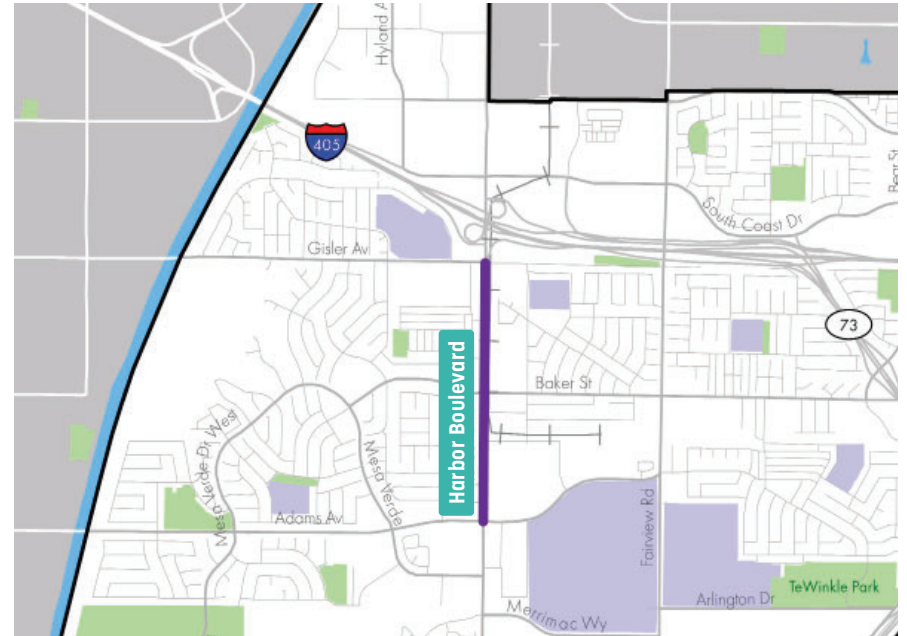 Hyland A
405
Bear St
South Coast Dr
Gisler Av
73
Harbor Boulevard
Baker St
Mesa Verde Dr West
Mesa Verde
Adams Av
Fairview Rd
TeWinkle Park
Arlington Dr
Merrimac Wy